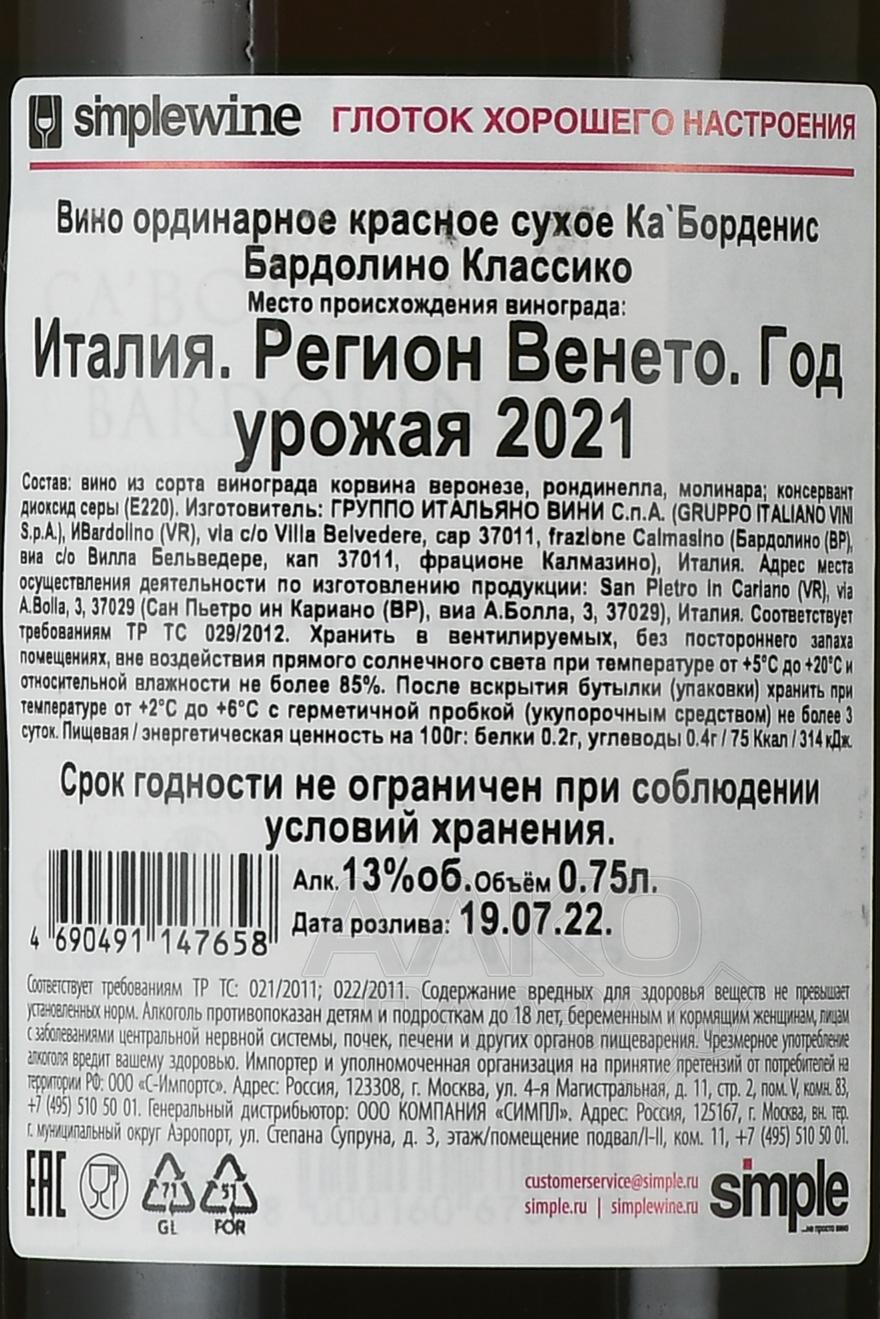 simplewine ГЛОТОК ХОРОШЕГО НАСТРОЕНИЯ
Вино ординарное красное сухое Ка`Борденис
Бардолино Классико
Место происхождения винограда:
Италия. Регион Венето. Год
урожая 2021
Состав: вино из сорта винограда корвина веронезе, рондинелла, молинара; консервант
диоксид серы (Е220). Изготовитель: ГРУППО ИТАЛЬЯНО ВИНИ С.п.А. (GRUPPO ITALIANO VINI
S.p.A.), ИBardolino (VR), via c/o Villa Belvedere, cap 37011, frazione Calmasino (Бардолино (ВР),
виа с/о Вилла Бельведере, кап 37011, фрационе Калмазино), Италия. Адрес места
осуществления деятельности по изготовлению продукции: San Pietro in Cariano (VR), via
A.Bolla, 3, 37029 (Сан Пьетро ин Кариано (ВР), виа А.Болла, 3, 37029), Италия. Соответствует
требованиям ТР ТС 029/2012. Хранить в вентилируемых, без постороннего запаха
помещениях, вне воздействия прямого солнечного света при температуре от +5°С до +20°С и
относительной влажности не более 85%. После вскрытия бутылки (упаковки) хранить при
температуре от +2°С до +6°С с герметичной пробкой (укупорочным средством) не более 3
суток. Пищевая / энергетическая ценность на 100г: белки 0.2г, углеводы 0.4г / 75 Ккал / 314 кДж.
Срок годности не ограничен при соблюдении
условий хранения.
Алк.13%об.Объём 0.75л.
Дата розлива: 19.07.22.
4 690491 147658
ААЛКО
Соответствует требованиям ТР ТС: 021/2011; 022/2011. Содержание вредных для здоровья веществ не превышает
установленных норм. Алкоголь противопоказан детям и подросткам до 18 лет, беременным и кормящим женщинам, лицам
с заболеваниями центральной нервной системы, почек, печени и других органов пищеварения. Чрезмерное употребление
алкоголя вредит вашему здоровью. Импортер и уполномоченная организация на принятие претензий от потребителей на
территории РФ: ООО «С-Импортс». Адрес: Россия, 123308, г. Москва, ул. 4-я Магистральная, д. 11, стр. 2, пом. V, комн. 83,
+7 (495) 510 50 01. Генеральный дистрибьютор: ООО КОМПАНИЯ «СИМПЛ». Адрес: Россия, 125167, г. Москва, вн. тер.
г. муниципальный округ Аэропорт, ул. Степана Супруна, д. 3, этаж/помещение подвал/I-II, ком. 11, +7 (495) 510 50 01.
EAC
71
GL
51
FOR
customerservice@simple.ru
simple.ru | simplewine.ru
simple
...не просто вино